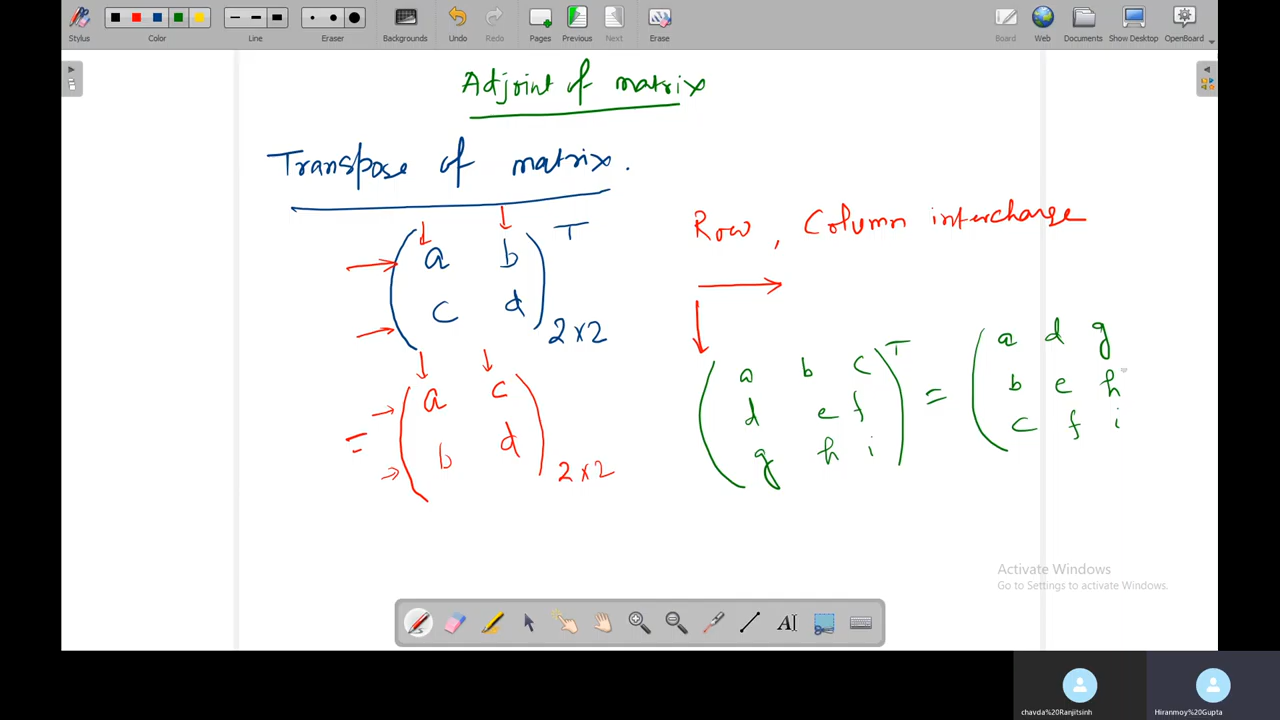 Stylus
Color
Line
Eraser
Backgrounds
Undo
Redo
Pages
Previous
Next
Erase
Board
Web
Documents
Show Desktop
OpenBoard
Adjoint of matrix
Transpose of matrix.
Row, Column interchange
a b T
c d 2x2
= a c
b d 2x2
a b c T
d e f
g h i
= a d g
b e h
c f i
Activate Windows
Go to Settings to activate Windows.
AI
chavda%20Ranjitsinh
Hiranmoy%20Gupta